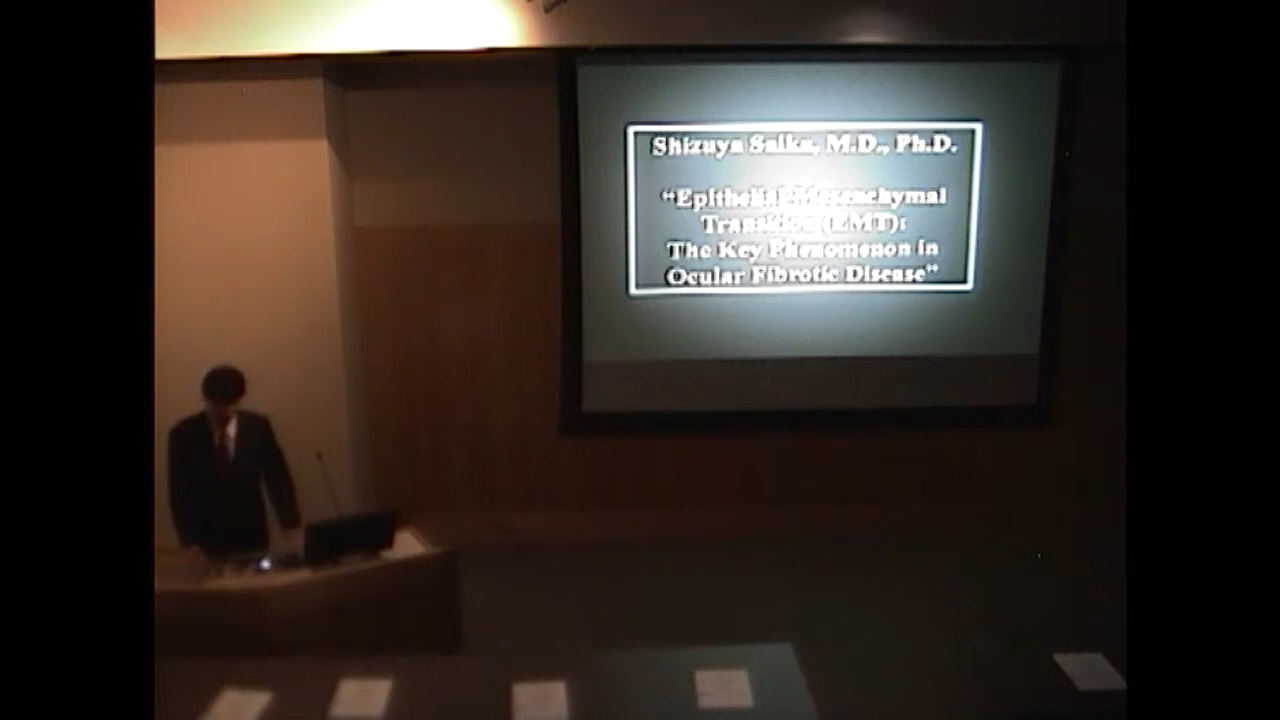 Shizuya Saika, M.D., Ph.D.
“Epithelial Mesenchymal
Transition (EMT):
The Key Phenomenon in
Ocular Fibrotic Disease”